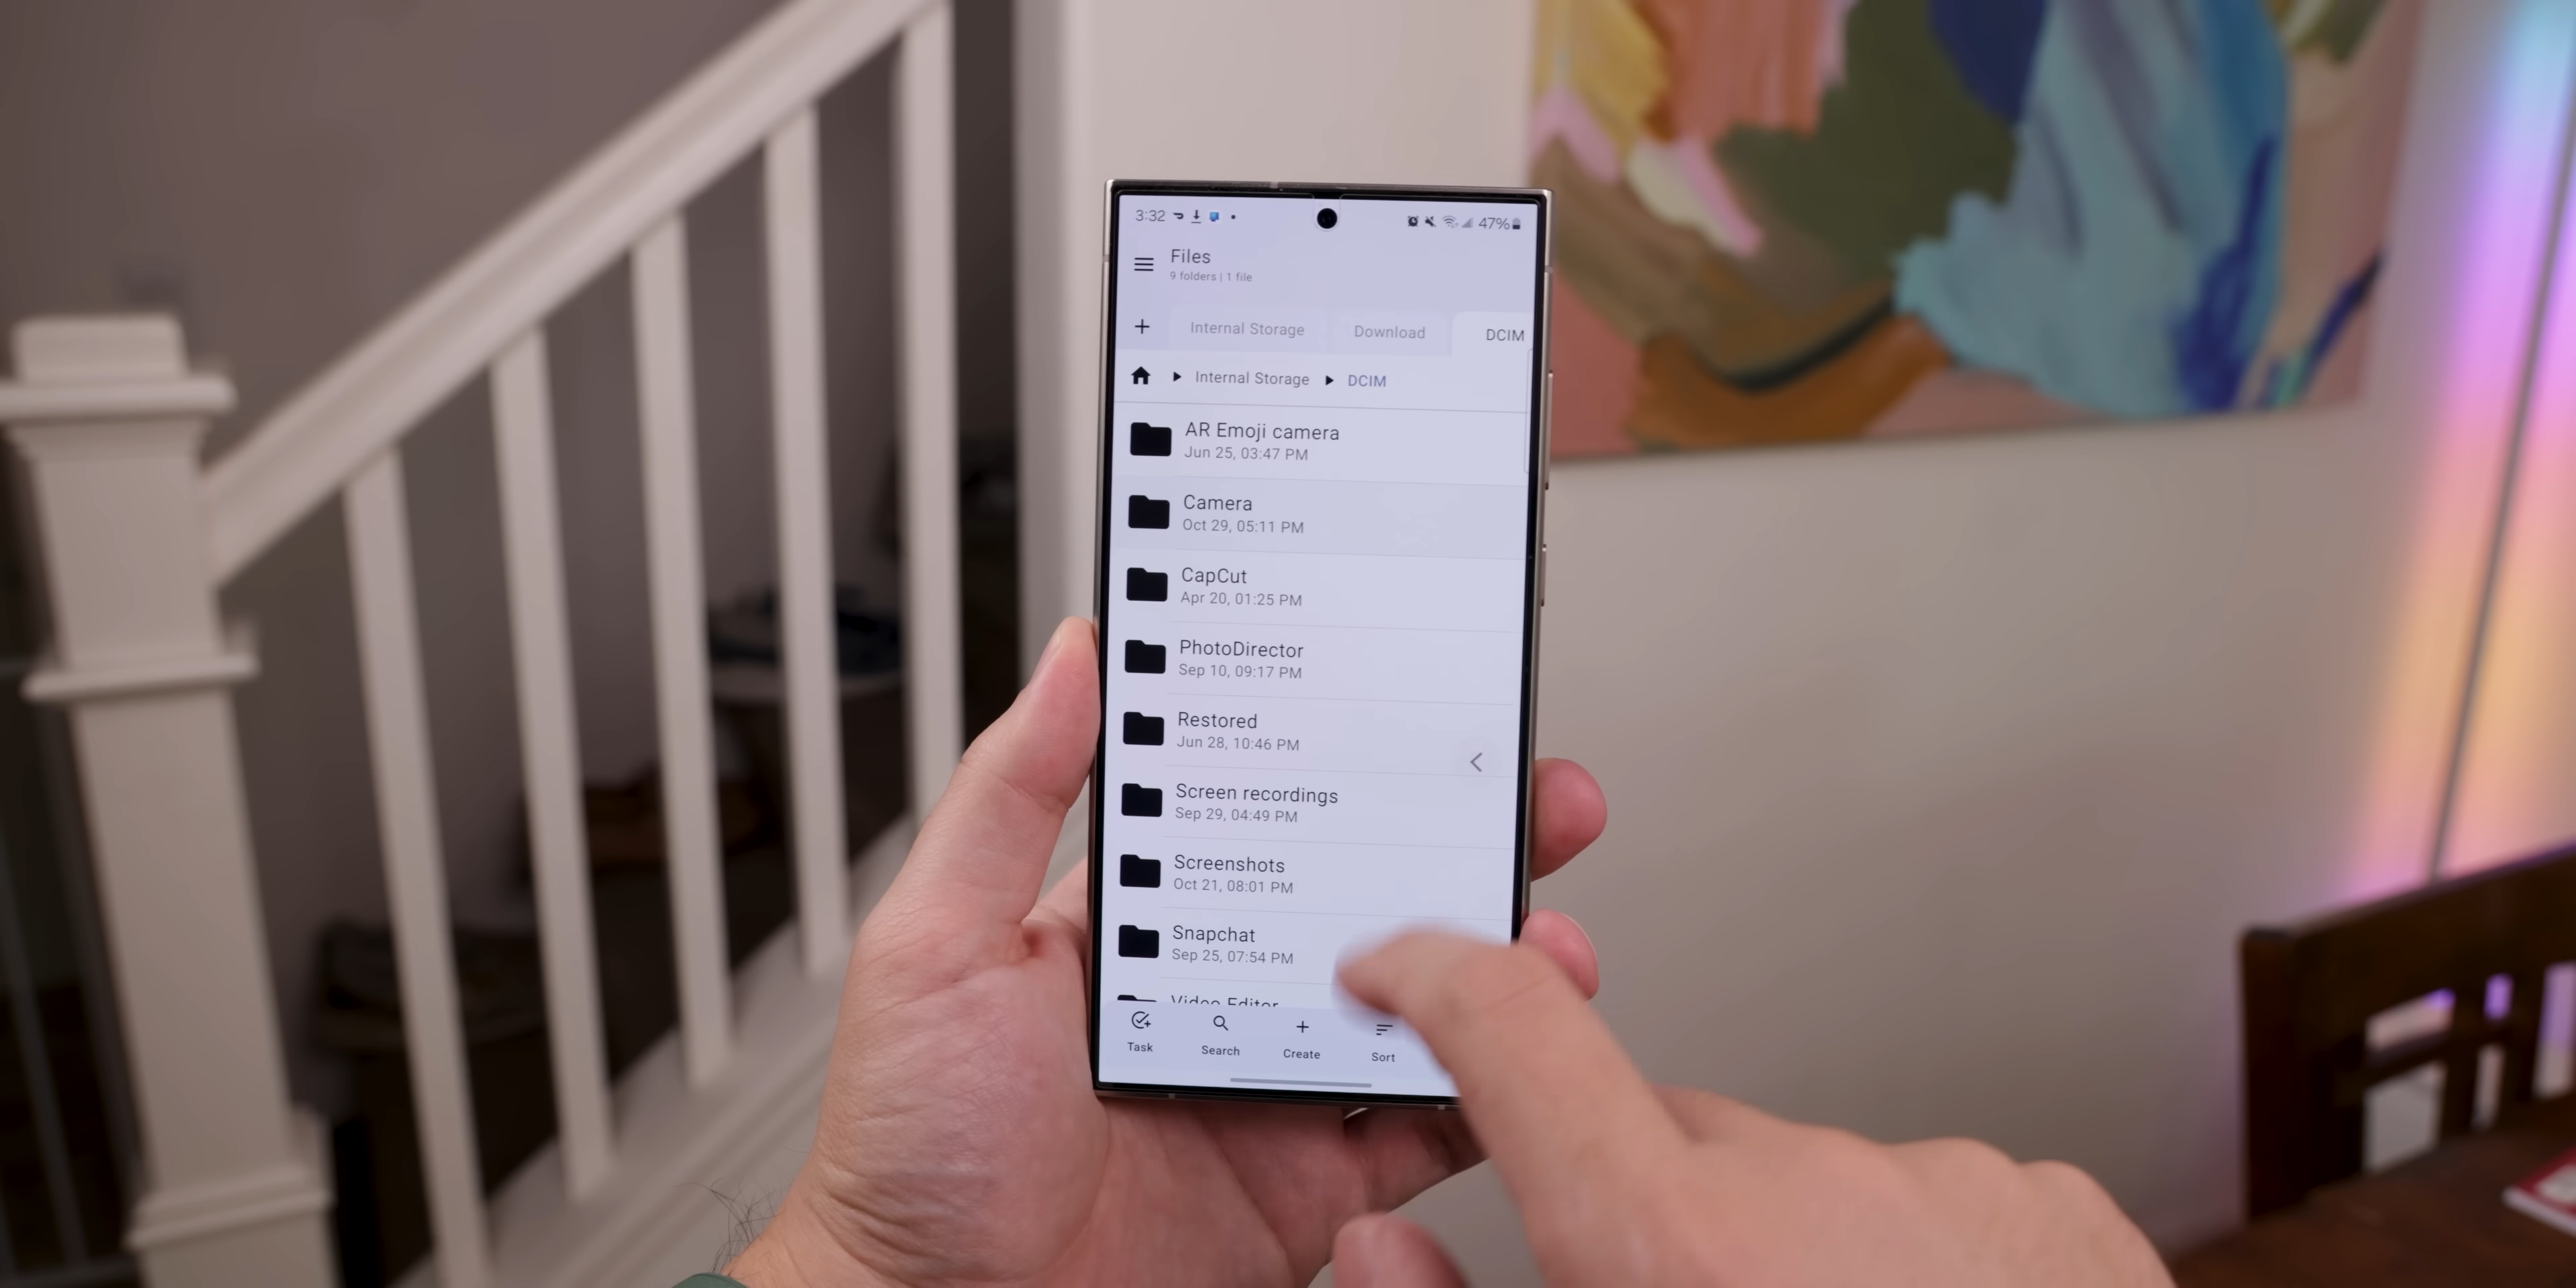 3:32
47%
Files
9 folders | 1 file
Internal Storage Download DCIM
Internal Storage DCIM
AR Emoji camera
Jun 25, 03:47 PM
Camera
Oct 29, 05:11 PM
CapCut
Apr 20, 01:25 PM
PhotoDirector
Sep 10, 09:17 PM
Restored
Jun 28, 10:46 PM
Screen recordings
Sep 29, 04:49 PM
Screenshots
Oct 21, 08:01 PM
Snapchat
Sep 25, 07:54 PM
Video Editor
Task Search Create Sort